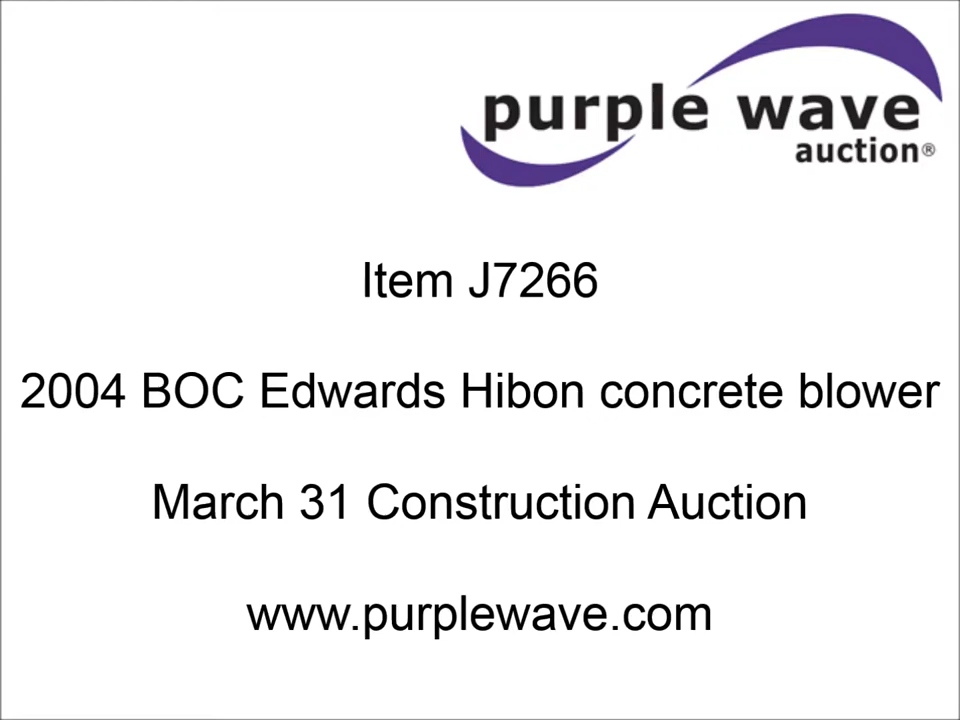 purple wave
auction®
Item J7266
2004 BOC Edwards Hibon concrete blower
March 31 Construction Auction
www.purplewave.com